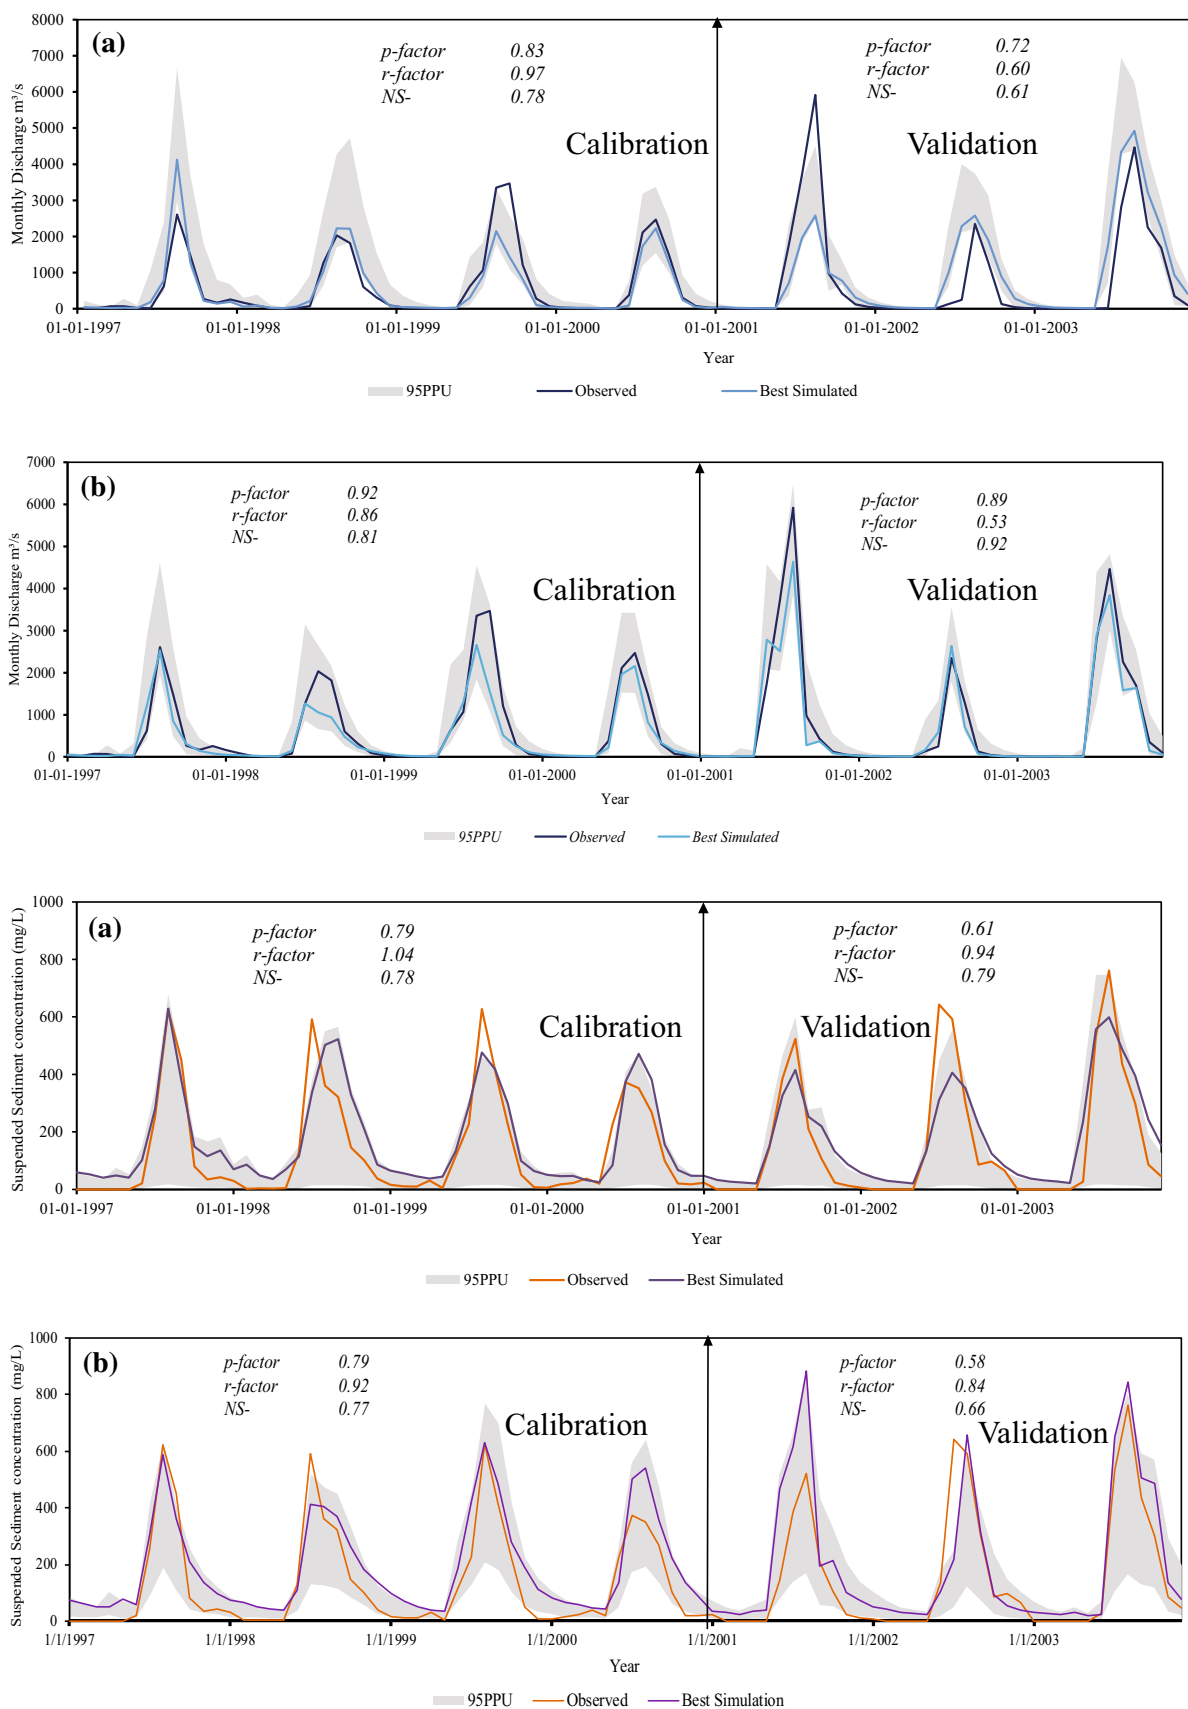 8000
(a)
p-factor 0.83
r-factor 0.97
NS- 0.78
p-factor 0.72
r-factor 0.60
NS- 0.61
7000
6000
5000
4000
3000
2000
1000
0
Monthly Discharge m³/s
Calibration
Validation
01-01-1997 01-01-1998 01-01-1999 01-01-2000 01-01-2001 01-01-2002 01-01-2003
Year
95PPU Observed Best Simulated
7000
(b)
p-factor 0.92
r-factor 0.86
NS- 0.81
p-factor 0.89
r-factor 0.53
NS- 0.92
6000
5000
4000
3000
2000
1000
0
Monthly Discharge m³/s
Calibration
Validation
01-01-1997 01-01-1998 01-01-1999 01-01-2000 01-01-2001 01-01-2002 01-01-2003
Year
95PPU Observed Best Simulated
1000
(a)
p-factor 0.79
r-factor 1.04
NS- 0.78
p-factor 0.61
r-factor 0.94
NS- 0.79
800
600
400
200
0
Suspended Sediment concentration (mg/L)
Calibration
Validation
01-01-1997 01-01-1998 01-01-1999 01-01-2000 01-01-2001 01-01-2002 01-01-2003
Year
95PPU Observed Best Simulated
1000
(b)
p-factor 0.79
r-factor 0.92
NS- 0.77
p-factor 0.58
r-factor 0.84
NS- 0.66
800
600
400
200
0
Suspended Sediment concentration (mg/L)
Calibration
Validation
1/1/1997 1/1/1998 1/1/1999 1/1/2000 1/1/2001 1/1/2002 1/1/2003
Year
95PPU Observed Best Simulation